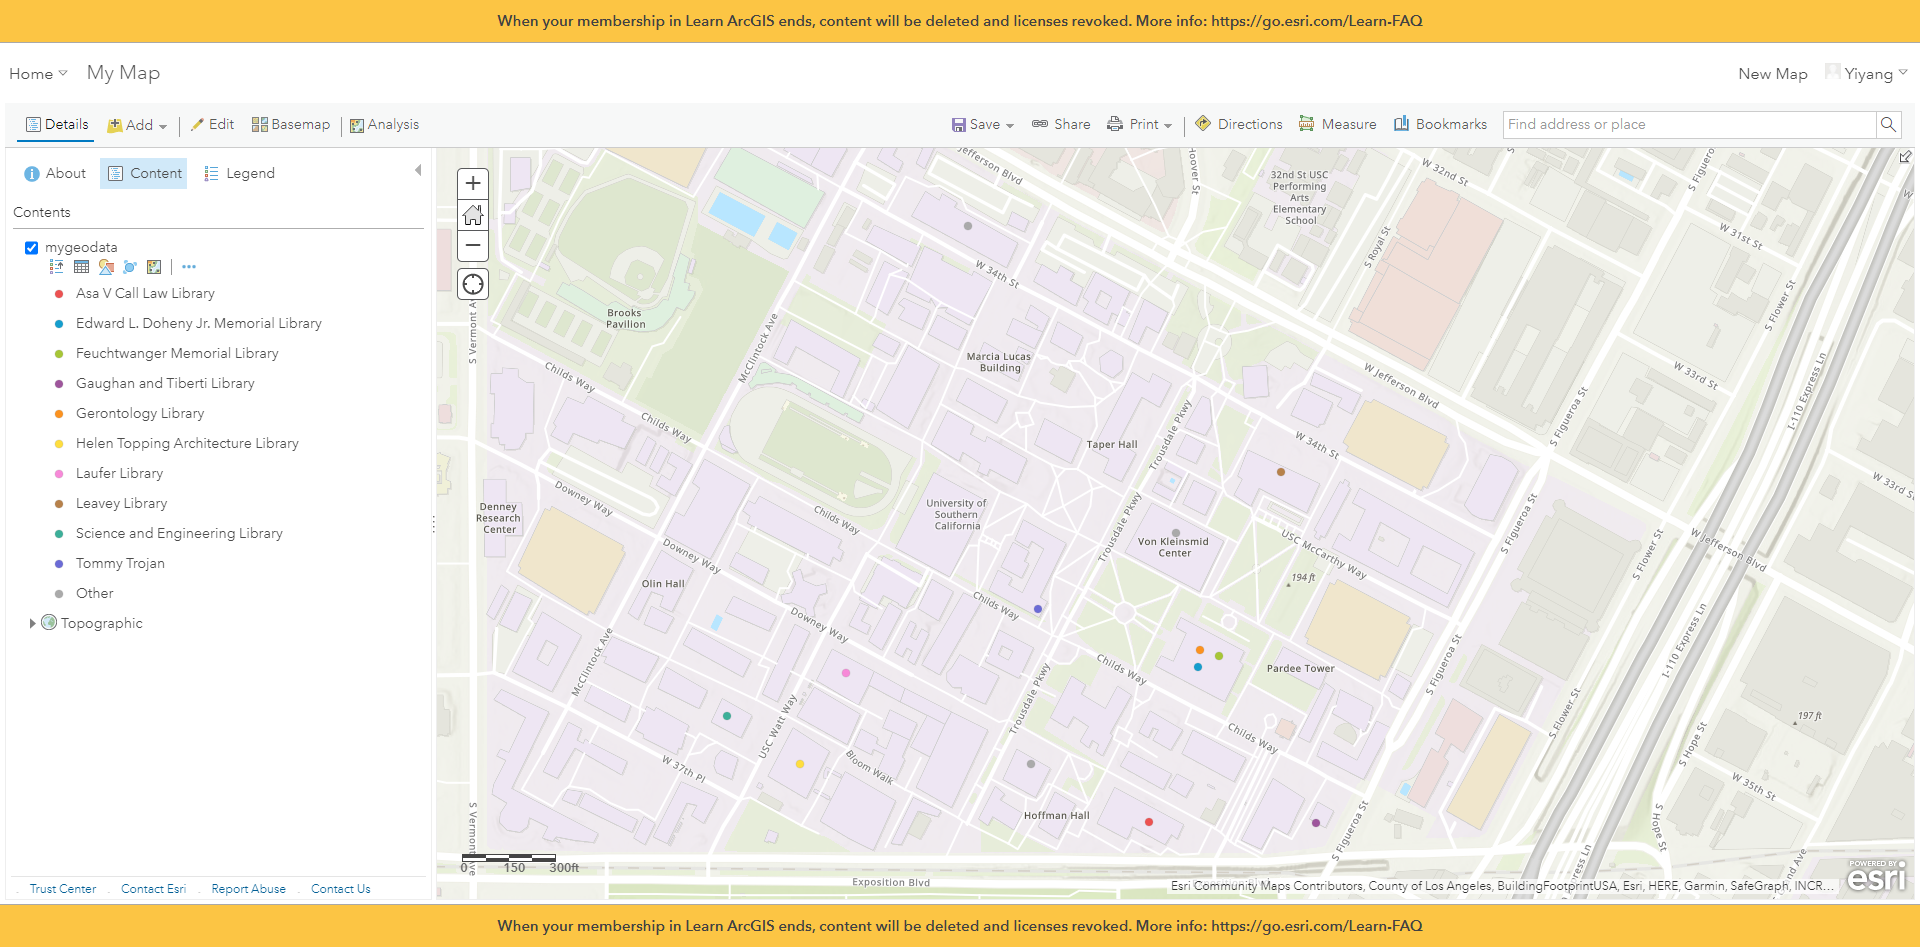 When your membership in Learn ArcGIS ends, content will be deleted and licenses revoked. More info: https://go.esri.com/Learn-FAQ
Home My Map New Map Yiyang
Details Add Edit Basemap Analysis Save Share Print Directions Measure Bookmarks Find address or place
About Content Legend
Contents
mygeodata
Asa V Call Law Library
Edward L. Doheny Jr. Memorial Library
Feuchtwanger Memorial Library
Gaughan and Tiberti Library
Gerontology Library
Helen Topping Architecture Library
Laufer Library
Leavey Library
Science and Engineering Library
Tommy Trojan
Other
Topographic
Trust Center Contact Esri Report Abuse Contact Us
W Jefferson Blvd
Hoover St
32nd St USC
Performing
Arts
Elementary
School
W 32nd St
S Figueroa
S Royal St
W 31st St
S Flower St
W 34th St
Brooks
Pavilion
S Vermont Av
McClintock Ave
Marcia Lucas
Building
Childs Way
Childs Way
W Jefferson Blvd
W 33rd St
I-110 Express Ln
S Figueroa St
Trousdale Pkwy
Taper Hall
W 34th St
W 33rd St
Downey Way
Denney
Research
Center
Childs Way
University of
Southern
California
Trousdale Pkwy
Von Kleinsmid
Center
USC McCarthy Way
S Figueroa St
S Flower St
W Jefferson Blvd
Downey Way
Olin Hall
194 ft
Childs Way
Downey Way
McClintock Ave
Childs Way
Pardee Tower
S Figueroa St
I-110 Express Ln
Trousdale Pkwy
USC Watt Way
S Flower St
197 ft
Childs Way
S Hope St
W 37th Pl
Bloom Walk
W 35th St
Hoffman Hall
S Vermont Ave
S Figueroa St
S Hope St
0 150 300ft
Exposition Blvd
Esri Community Maps Contributors, County of Los Angeles, BuildingFootprintUSA, Esri, HERE, Garmin, SafeGraph, INCR...
POWERED BY
esri
When your membership in Learn ArcGIS ends, content will be deleted and licenses revoked. More info: https://go.esri.com/Learn-FAQ